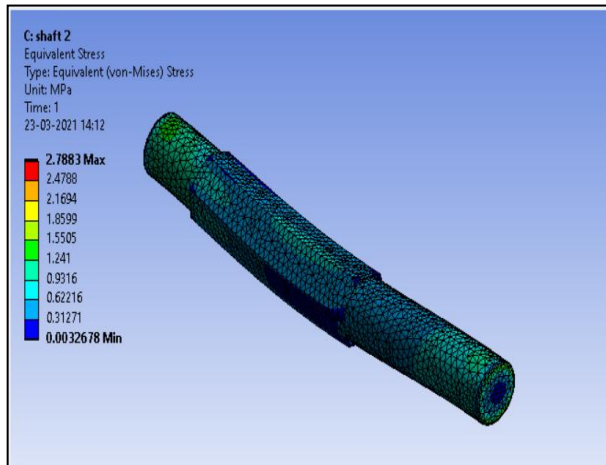 C: shaft 2
Equivalent Stress
Type: Equivalent (von-Mises) Stress
Unit: MPa
Time: 1
23-03-2021 14:12
2.7883 Max
2.4788
2.1694
1.8599
1.5505
1.241
0.9316
0.62216
0.31271
0.0032678 Min